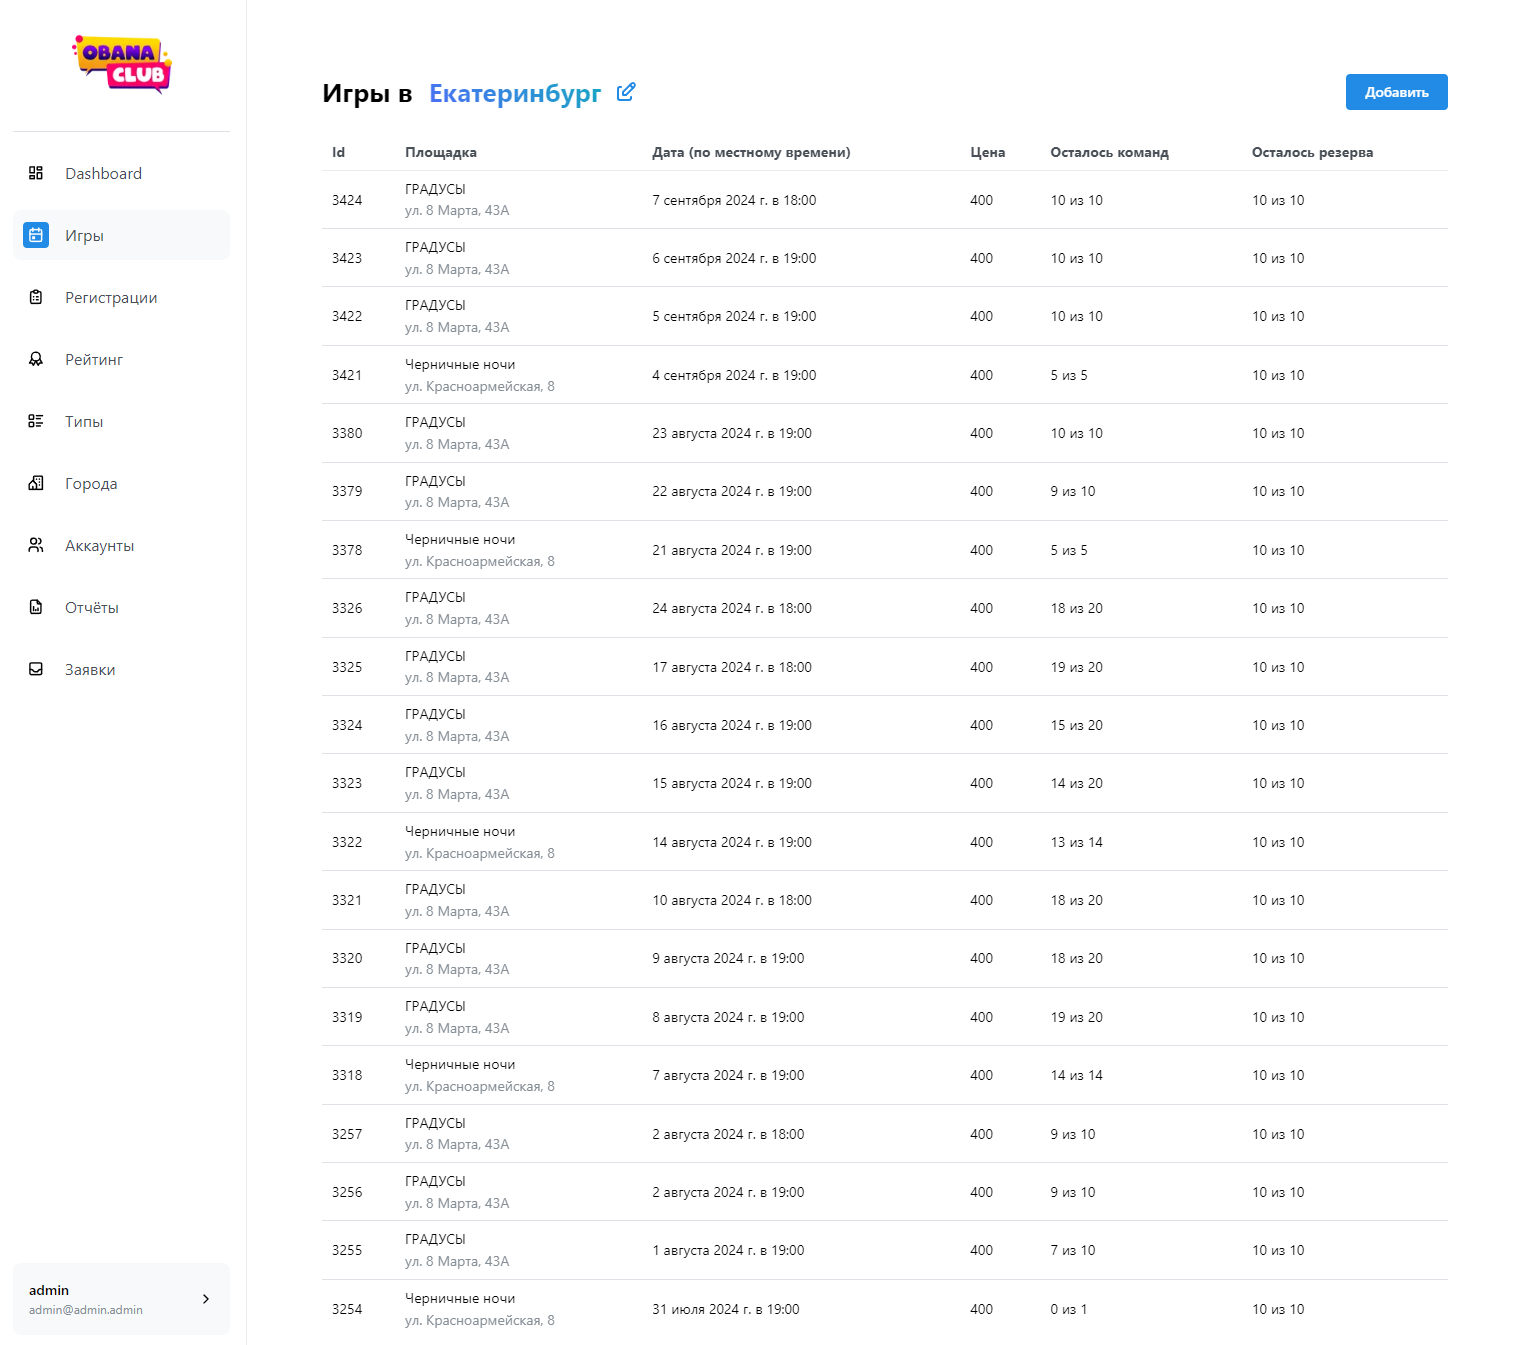 OBANA
CLUB
Dashboard
Игры
Регистрации
Рейтинг
Типы
Города
Аккаунты
Отчёты
Заявки
admin
admin@admin.admin
Игры в Екатеринбург
Добавить
Id Площадка Дата (по местному времени) Цена Осталось команд Осталось резерва
3424 ГРАДУСЫ 7 сентября 2024 г. в 18:00 400 10 из 10 10 из 10
ул. 8 Марта, 43А
3423 ГРАДУСЫ 6 сентября 2024 г. в 19:00 400 10 из 10 10 из 10
ул. 8 Марта, 43А
3422 ГРАДУСЫ 5 сентября 2024 г. в 19:00 400 10 из 10 10 из 10
ул. 8 Марта, 43А
3421 Черничные ночи 4 сентября 2024 г. в 19:00 400 5 из 5 10 из 10
ул. Красноармейская, 8
3380 ГРАДУСЫ 23 августа 2024 г. в 19:00 400 10 из 10 10 из 10
ул. 8 Марта, 43А
3379 ГРАДУСЫ 22 августа 2024 г. в 19:00 400 9 из 10 10 из 10
ул. 8 Марта, 43А
3378 Черничные ночи 21 августа 2024 г. в 19:00 400 5 из 5 10 из 10
ул. Красноармейская, 8
3326 ГРАДУСЫ 24 августа 2024 г. в 18:00 400 18 из 20 10 из 10
ул. 8 Марта, 43А
3325 ГРАДУСЫ 17 августа 2024 г. в 18:00 400 19 из 20 10 из 10
ул. 8 Марта, 43А
3324 ГРАДУСЫ 16 августа 2024 г. в 19:00 400 15 из 20 10 из 10
ул. 8 Марта, 43А
3323 ГРАДУСЫ 15 августа 2024 г. в 19:00 400 14 из 20 10 из 10
ул. 8 Марта, 43А
3322 Черничные ночи 14 августа 2024 г. в 19:00 400 13 из 14 10 из 10
ул. Красноармейская, 8
3321 ГРАДУСЫ 10 августа 2024 г. в 18:00 400 18 из 20 10 из 10
ул. 8 Марта, 43А
3320 ГРАДУСЫ 9 августа 2024 г. в 19:00 400 18 из 20 10 из 10
ул. 8 Марта, 43А
3319 ГРАДУСЫ 8 августа 2024 г. в 19:00 400 19 из 20 10 из 10
ул. 8 Марта, 43А
3318 Черничные ночи 7 августа 2024 г. в 19:00 400 14 из 14 10 из 10
ул. Красноармейская, 8
3257 ГРАДУСЫ 2 августа 2024 г. в 18:00 400 9 из 10 10 из 10
ул. 8 Марта, 43А
3256 ГРАДУСЫ 2 августа 2024 г. в 19:00 400 9 из 10 10 из 10
ул. 8 Марта, 43А
3255 ГРАДУСЫ 1 августа 2024 г. в 19:00 400 7 из 10 10 из 10
ул. 8 Марта, 43А
3254 Черничные ночи 31 июля 2024 г. в 19:00 400 0 из 1 10 из 10
ул. Красноармейская, 8